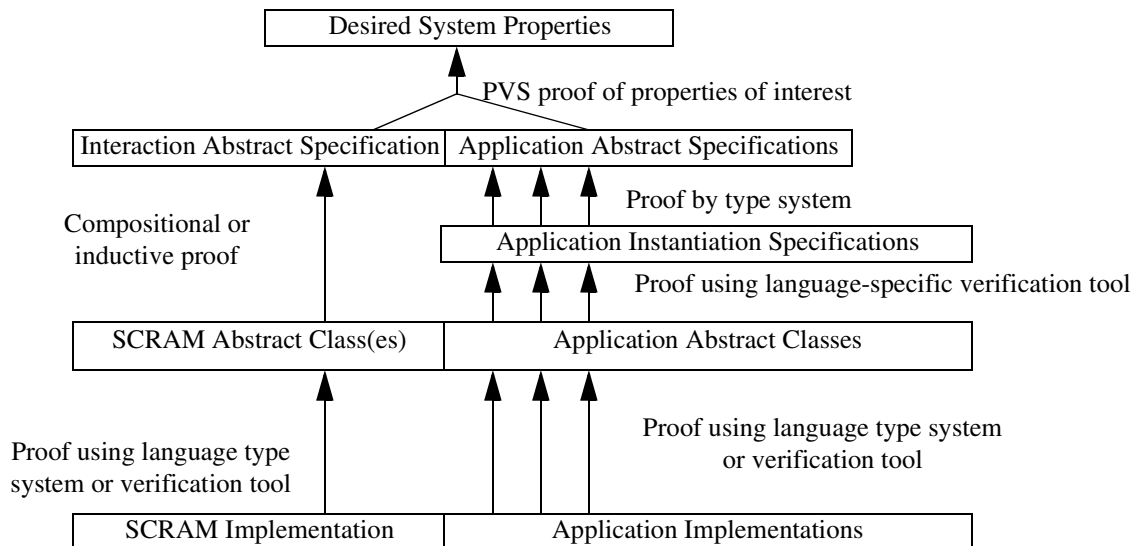 Desired System Properties
PVS proof of properties of interest
Interaction Abstract Specification
Application Abstract Specifications
Proof by type system
Compositional or
inductive proof
Application Instantiation Specifications
Proof using language-specific verification tool
SCRAM Abstract Class(es)
Application Abstract Classes
Proof using language type
system or verification tool
Proof using language type system
or verification tool
SCRAM Implementation
Application Implementations